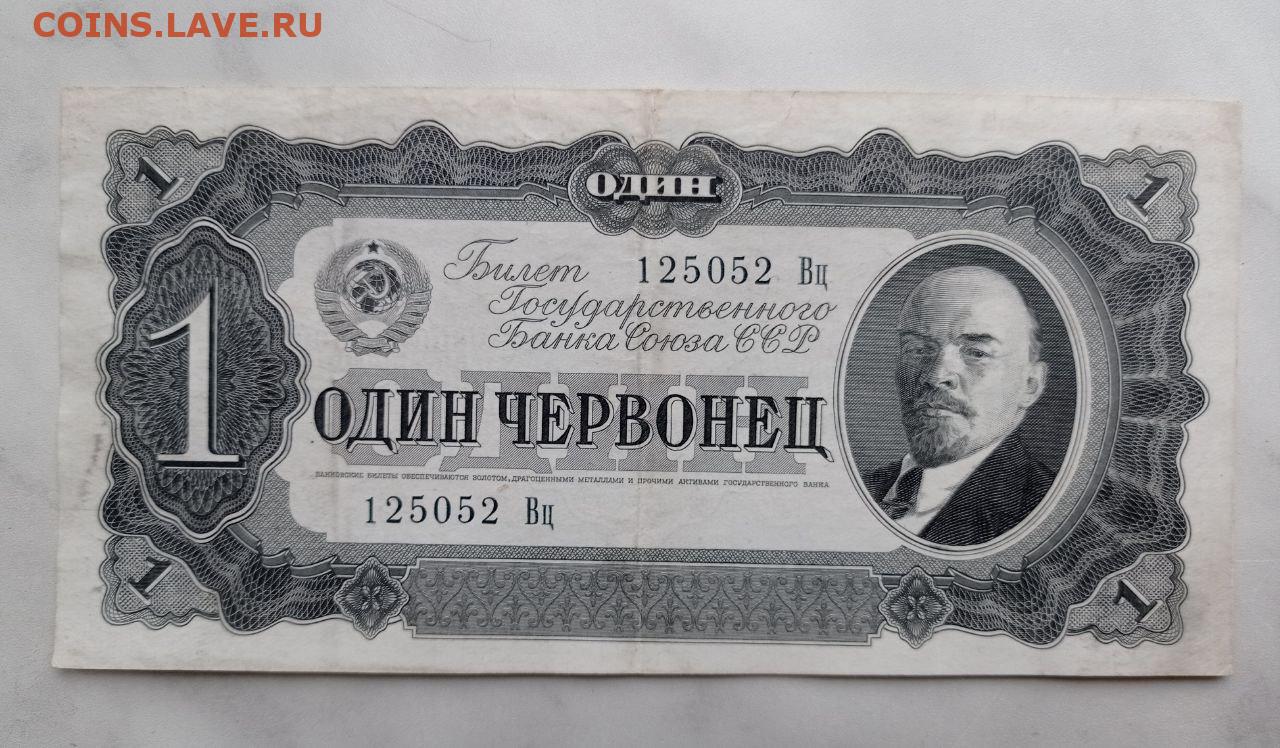 COINS.LAVE.RU
1
ОДИН
1
Билет 125052 Вц
Государственного
Банка Союза ССР
1
ОДИН
ОДИН ЧЕРВОНЕЦ
БАНКОВСКИЕ БИЛЕТЫ ОБЕСПЕЧИВАЮТСЯ ЗОЛОТОМ, ДРАГОЦЕННЫМИ МЕТАЛЛАМИ И ПРОЧИМИ АКТИВАМИ ГОСУДАРСТВЕННОГО БАНКА
125052 Вц
1
1